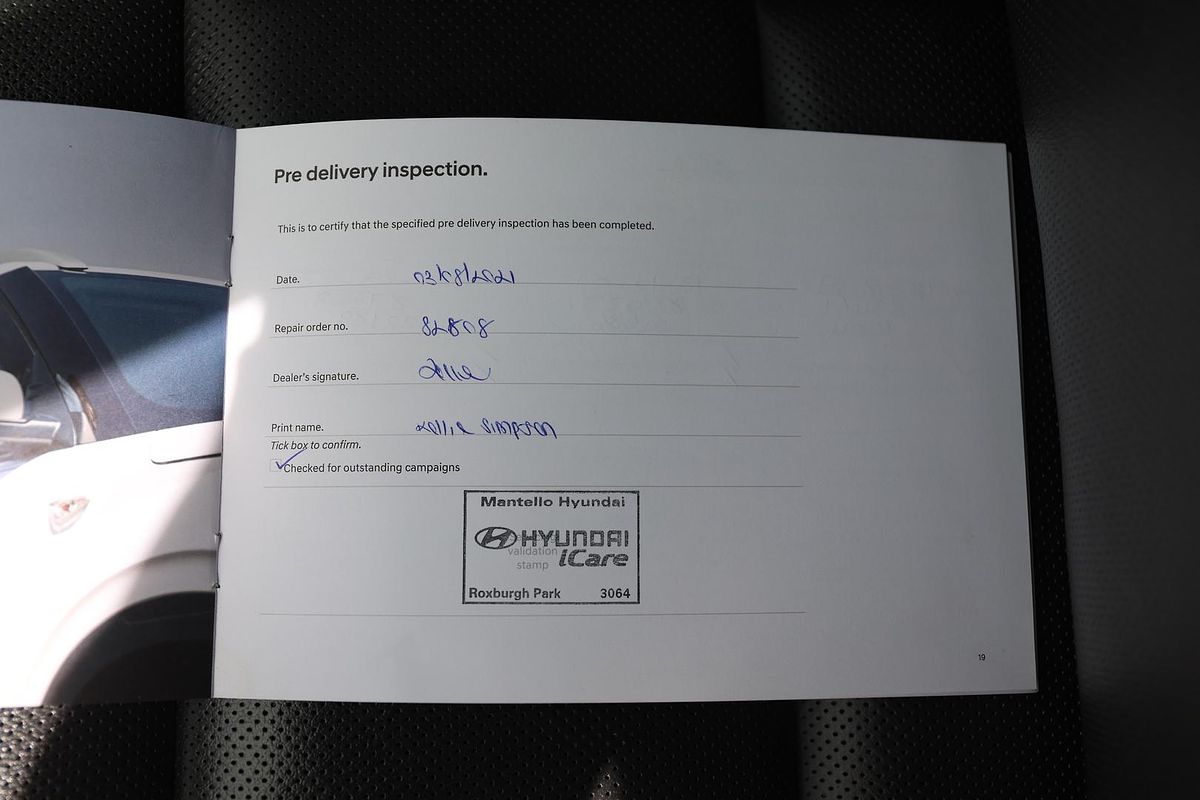 Pre delivery inspection.
This is to certify that the specified pre delivery inspection has been completed.
Date. 03/08/2021
Repair order no. 82808
Dealer's signature.
Print name. Kellie Simpson
Tick box to confirm.
Checked for outstanding campaigns
Mantello Hyundai
HYUNDAI
validation
iCare
stamp
Roxburgh Park 3064
19